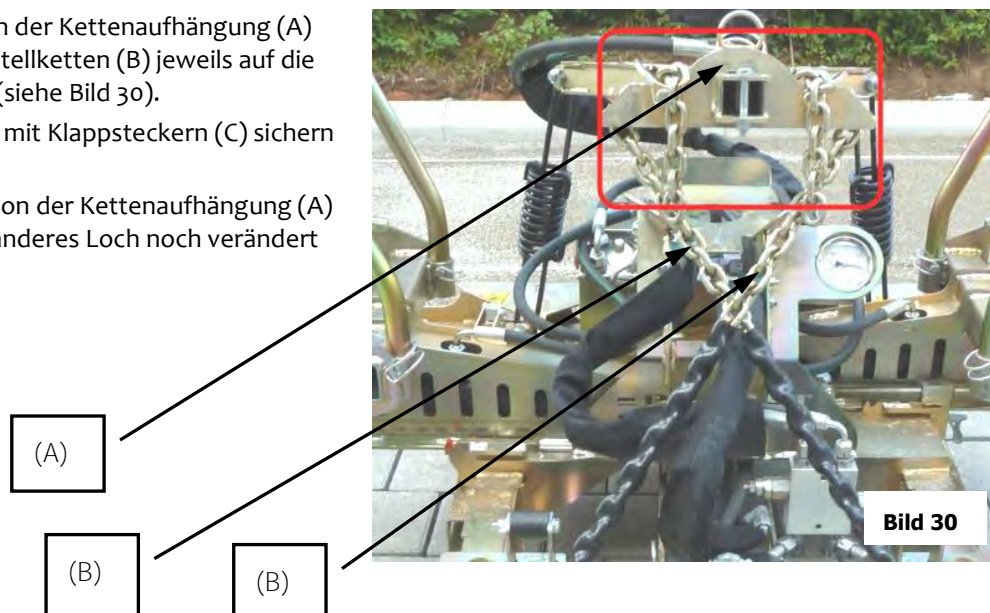 n der Kettenaufhängung (A)
tellketten (B) jeweils auf die
(siehe Bild 30).
mit Klappsteckern (C) sichern
on der Kettenaufhängung (A)
anderes Loch noch verändert
(A)
(B)
(B)
Bild 30